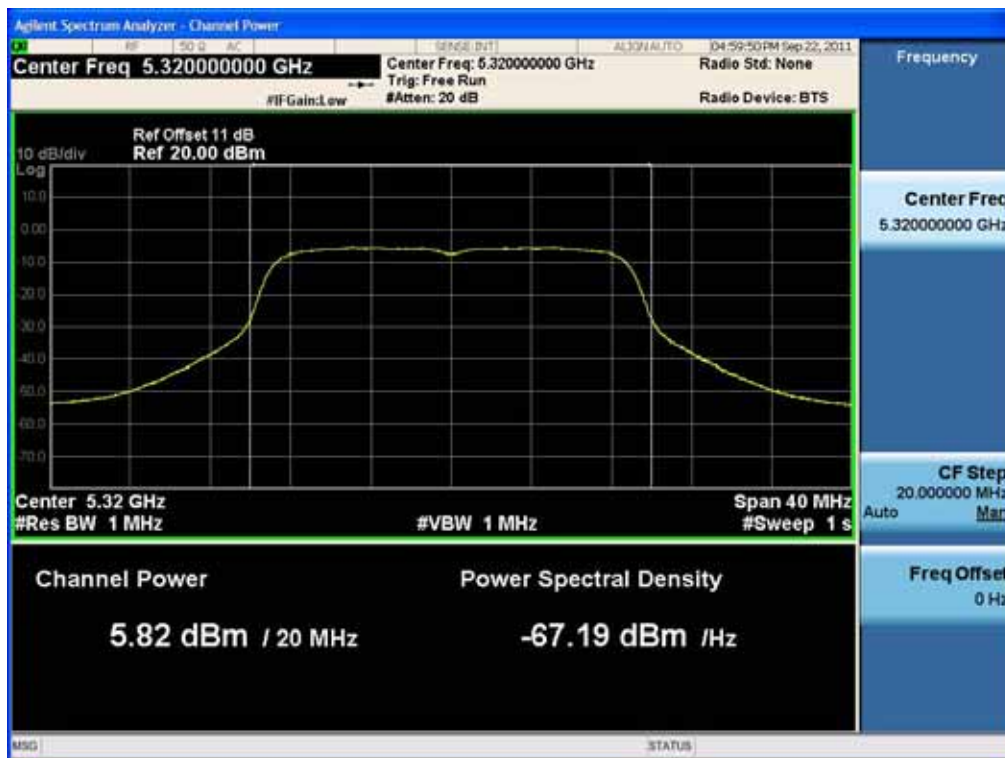 Agilent Spectrum Analyzer - Channel Power
RF 50 Ω AC SENSE:INT ALIGN AUTO 04:59:50 PM Sep 22, 2011
Center Freq 5.320000000 GHz
Center Freq: 5.320000000 GHz
Radio Std: None
Trig: Free Run
#IFGain:Low
#Atten: 20 dB
Radio Device: BTS
Ref Offset 11 dB
10 dB/div Ref 20.00 dBm
Log
10.0
0.00
-10.0
-20.0
-30.0
-40.0
-50.0
-60.0
-70.0
Center 5.32 GHz
Span 40 MHz
#Res BW 1 MHz
#VBW 1 MHz
#Sweep 1 s
Channel Power
Power Spectral Density
5.82 dBm / 20 MHz
-67.19 dBm /Hz
MSG
STATUS
Frequency
Center Freq
5.320000000 GHz
CF Step
20.000000 MHz
Auto Man
Freq Offset
0 Hz